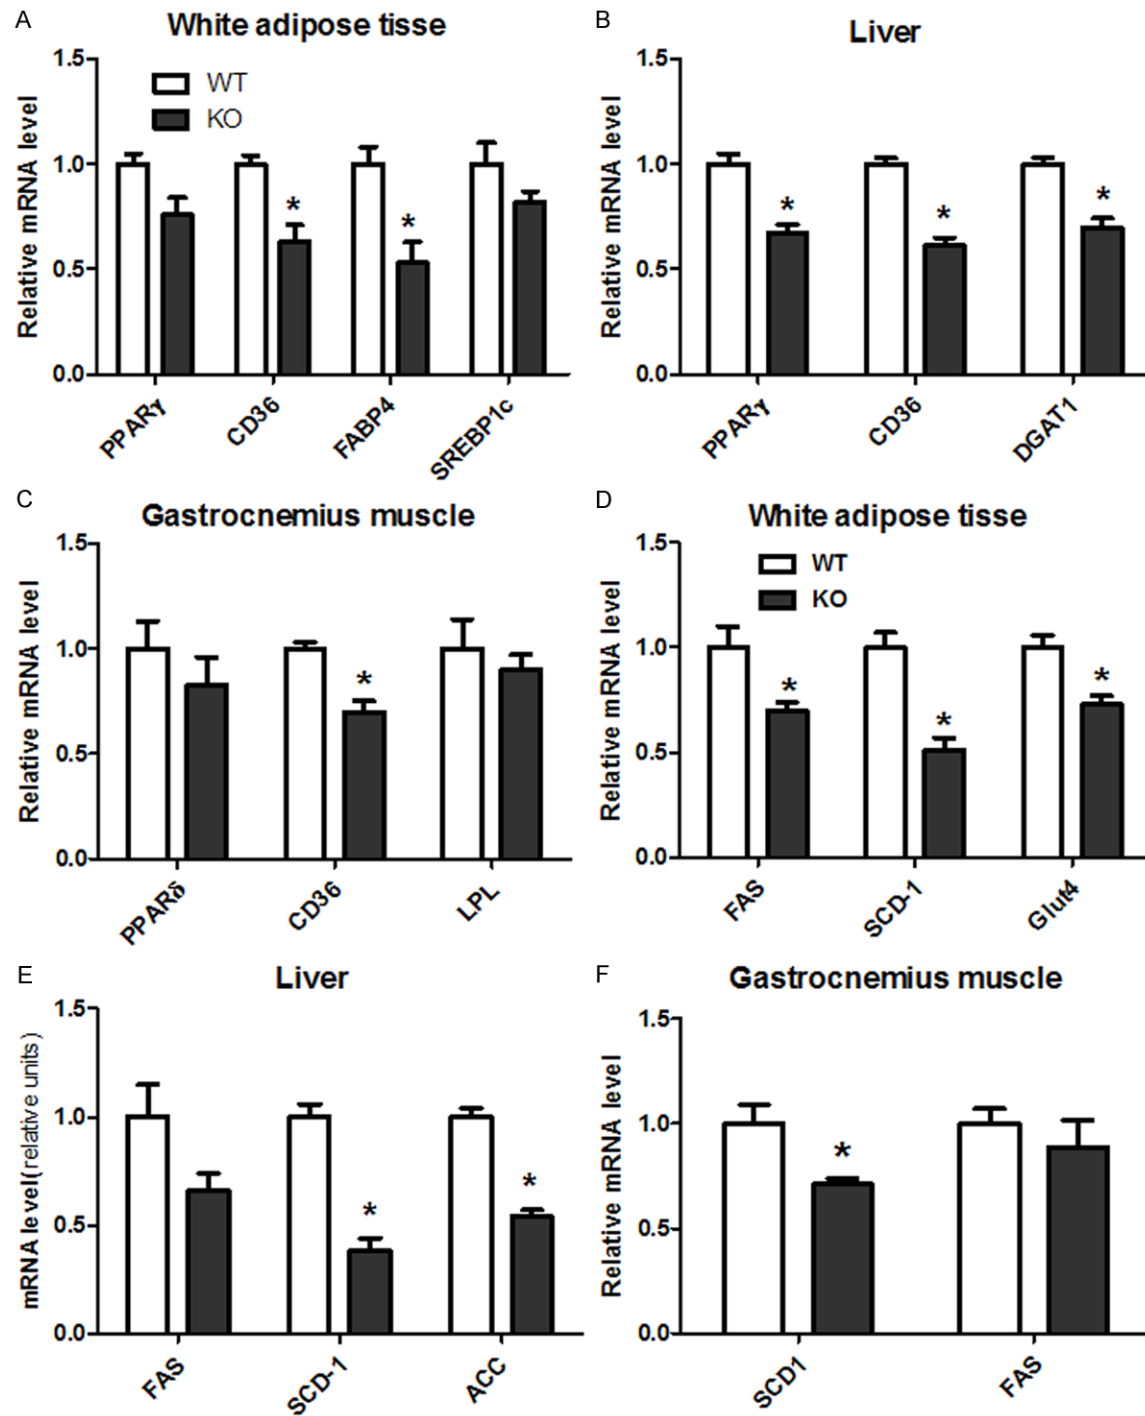 A
White adipose tisse
Relative mRNA level
1.5
1.0
0.5
0.0
WT
KO
*
*
PPARγ
CD36
FABP4
SREBP1c
B
Liver
Relative mRNA level
1.5
1.0
0.5
0.0
*
*
*
PPARγ
CD36
DGAT1
C
Gastrocnemius muscle
Relative mRNA level
1.5
1.0
0.5
0.0
*
PPARδ
CD36
LPL
D
White adipose tisse
Relative mRNA level
1.5
1.0
0.5
0.0
WT
KO
*
*
*
FAS
SCD-1
Glut4
E
Liver
mRNA level(relative units)
1.5
1.0
0.5
0.0
*
*
FAS
SCD-1
ACC
F
Gastrocnemius muscle
Relative mRNA level
1.5
1.0
0.5
0.0
*
SCD1
FAS